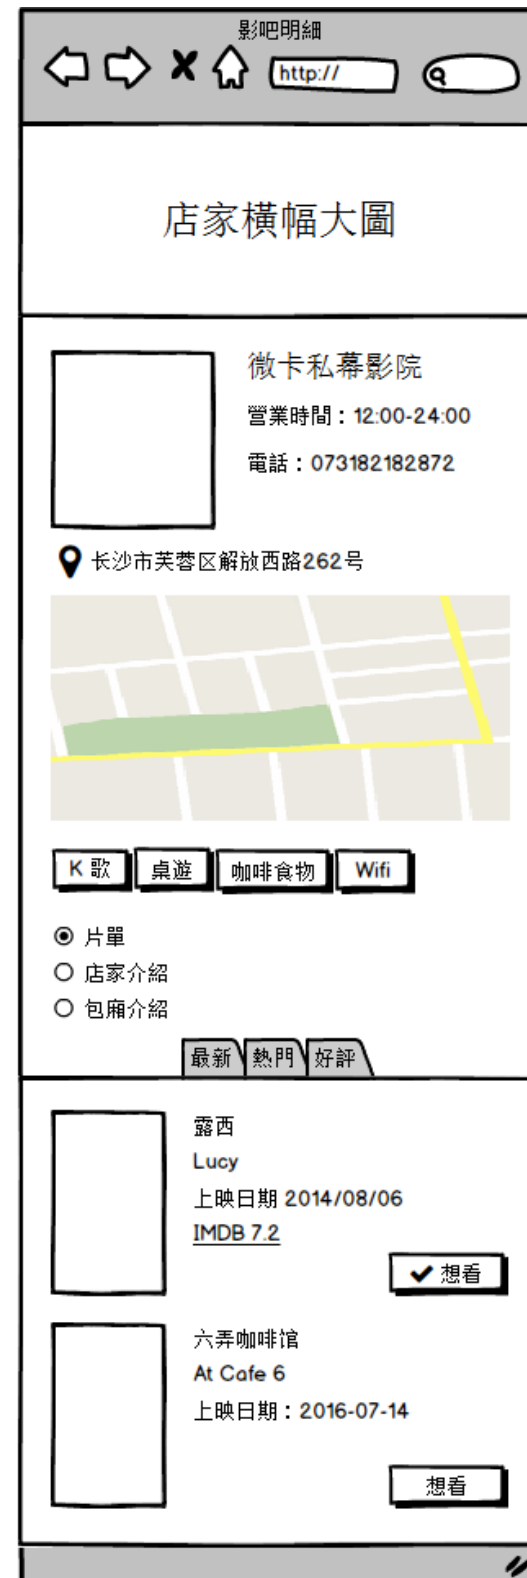 影吧明細
http://
店家橫幅大圖
微卡私幕影院
營業時間：12:00-24:00
電話：073182182872
长沙市芙蓉区解放西路262号
K 歌 桌遊 咖啡食物 Wifi
片單
店家介紹
包廂介紹
最新 熱門 好評
露西
Lucy
上映日期 2014/08/06
IMDB 7.2
想看
六弄咖啡馆
At Cafe 6
上映日期：2016-07-14
想看